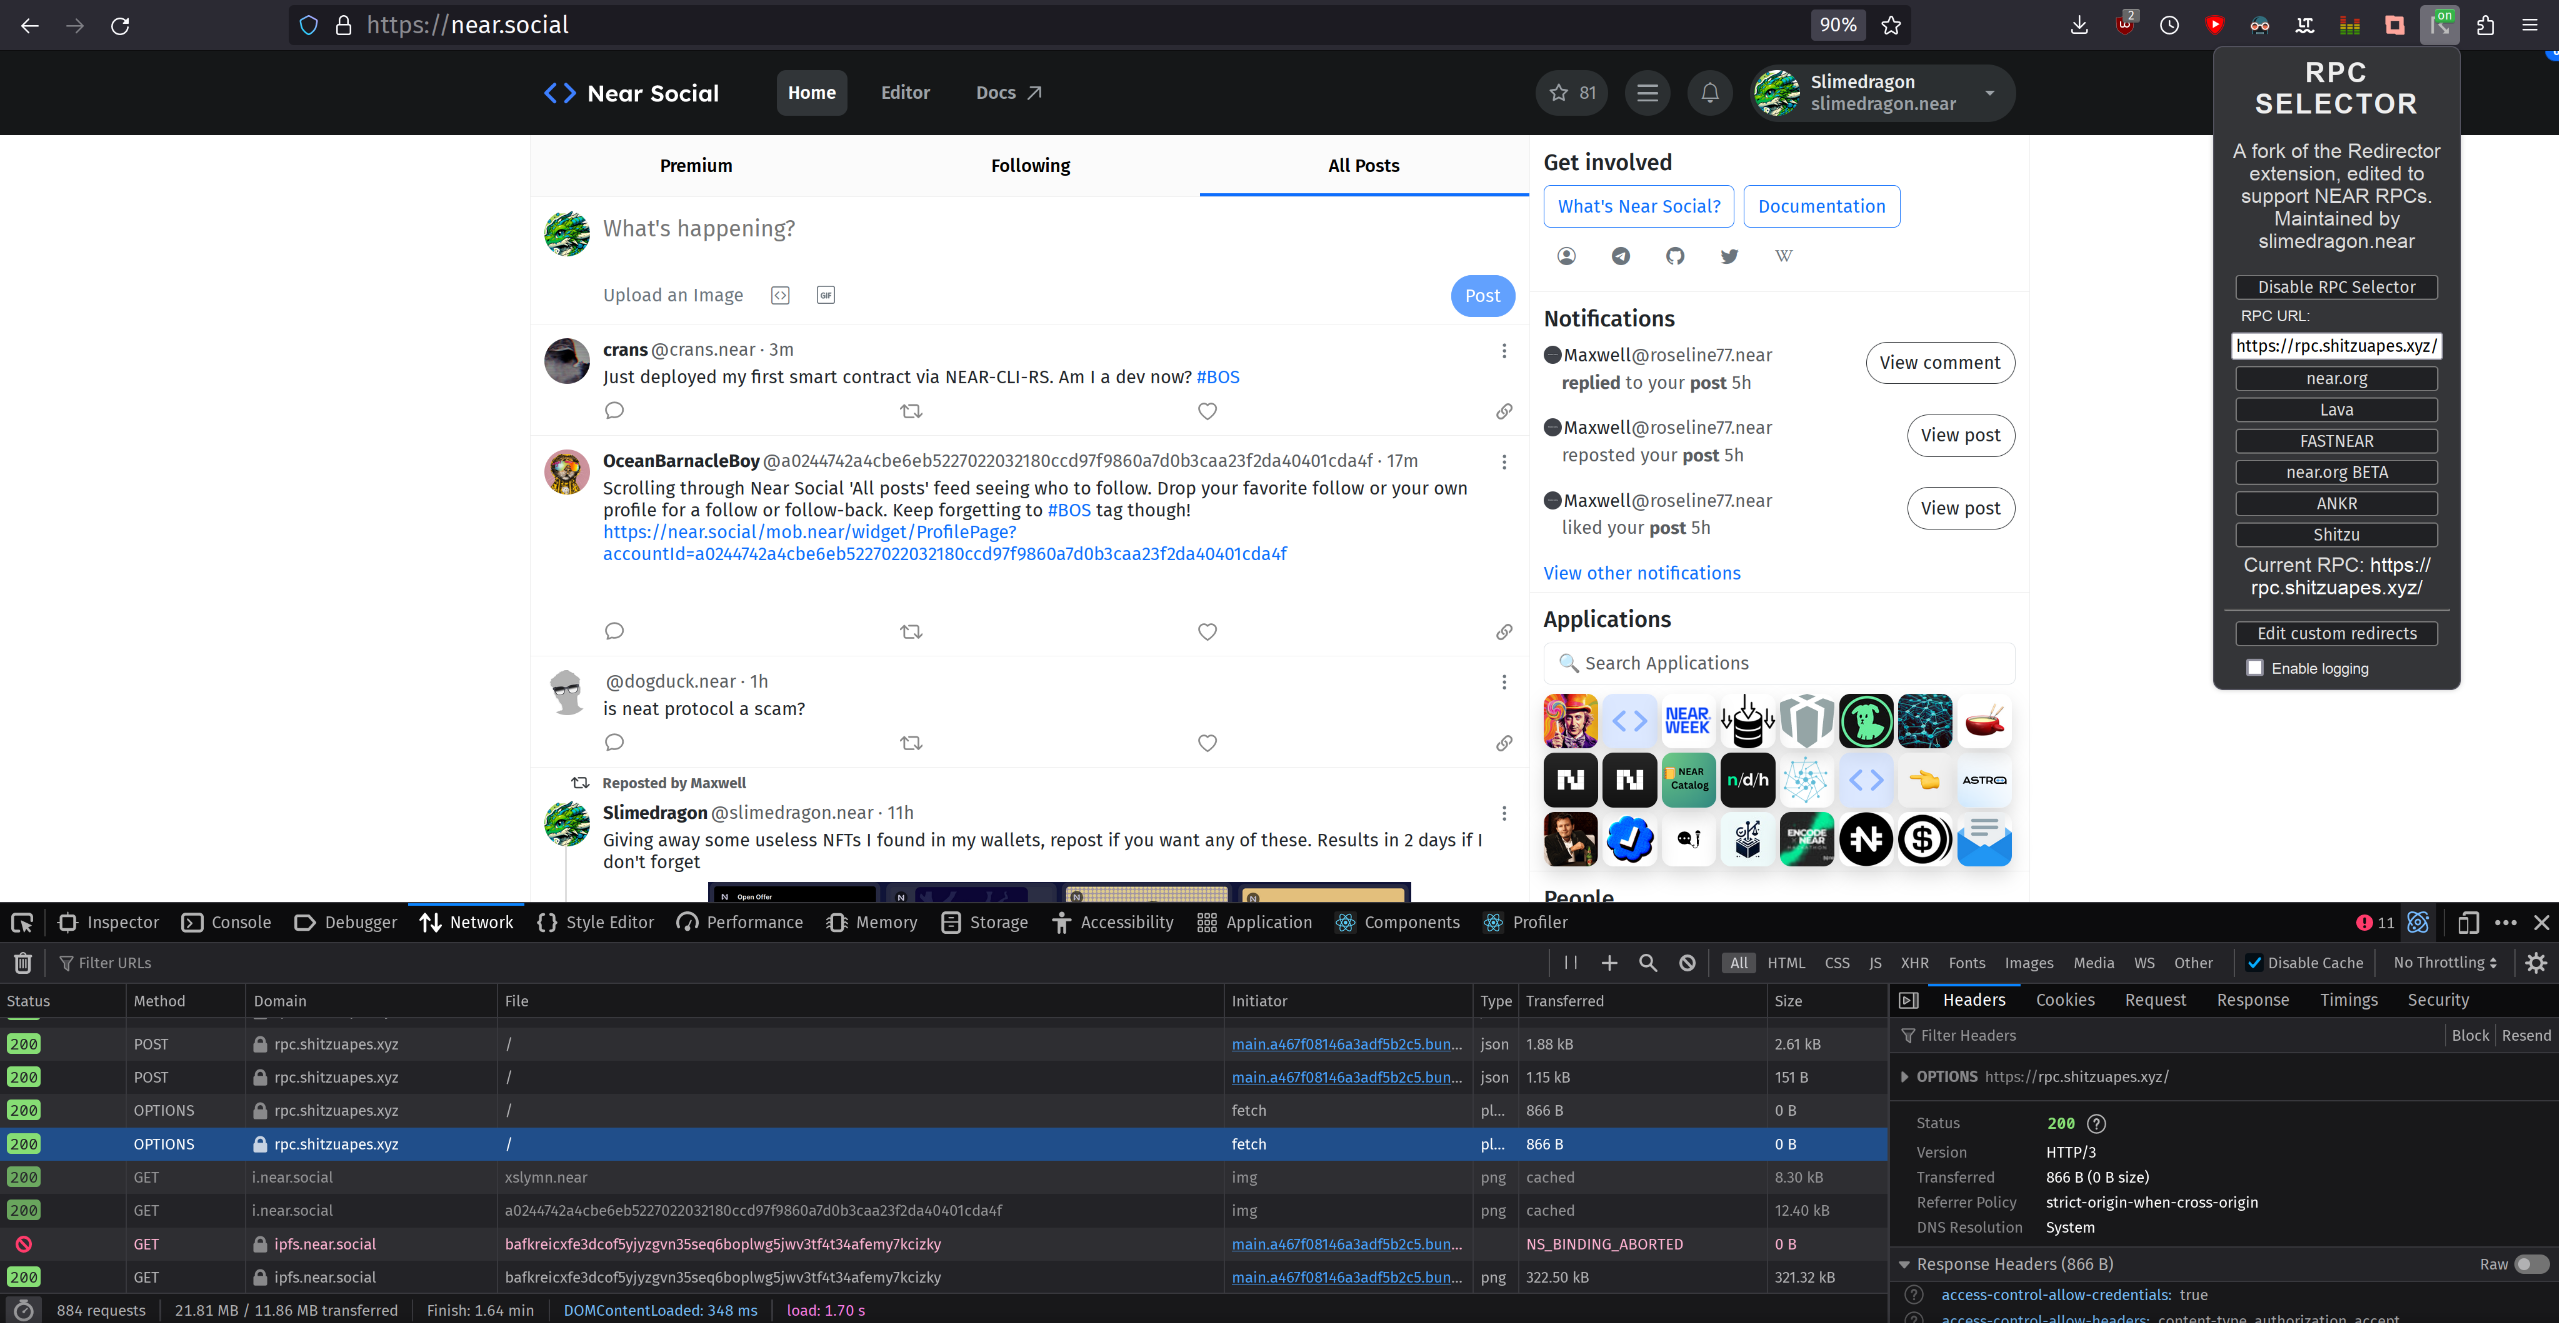 https://near.social
90%
2
on
Near Social
Home
Editor
Docs
81
Slimedragon
slimedragon.near
Premium
Following
All Posts
What's happening?
Upload an Image
GIF
Post
crans @crans.near · 3m
Just deployed my first smart contract via NEAR-CLI-RS. Am I a dev now? #BOS
OceanBarnacleBoy @a0244742a4cbe6eb5227022032180ccd97f9860a7d0b3caa23f2da40401cda4f · 17m
Scrolling through Near Social 'All posts' feed seeing who to follow. Drop your favorite follow or your own
profile for a follow or follow-back. Keep forgetting to #BOS tag though!
https://near.social/mob.near/widget/ProfilePage?
accountId=a0244742a4cbe6eb5227022032180ccd97f9860a7d0b3caa23f2da40401cda4f
@dogduck.near · 1h
is neat protocol a scam?
Reposted by Maxwell
Slimedragon @slimedragon.near · 11h
Giving away some useless NFTs I found in my wallets, repost if you want any of these. Results in 2 days if I
don't forget
Open Offer
Get involved
What's Near Social?
Documentation
W
Notifications
Maxwell@roseline77.near
replied to your post 5h
View comment
Maxwell@roseline77.near
reposted your post 5h
View post
Maxwell@roseline77.near
liked your post 5h
View post
View other notifications
Applications
Search Applications
NEAR
WEEK
NEAR
Catalog
n/d/h
ASTRO
ENCODE
NEAR
People
RPC
SELECTOR
A fork of the Redirector
extension, edited to
support NEAR RPCs.
Maintained by
slimedragon.near
Disable RPC Selector
RPC URL:
https://rpc.shitzuapes.xyz/
near.org
Lava
FASTNEAR
near.org BETA
ANKR
Shitzu
Current RPC: https://
rpc.shitzuapes.xyz/
Edit custom redirects
Enable logging
Inspector
Console
Debugger
Network
Style Editor
Performance
Memory
Storage
Accessibility
Application
Components
Profiler
11
Filter URLs
All
HTML
CSS
JS
XHR
Fonts
Images
Media
WS
Other
Disable Cache
No Throttling
Status Method Domain File Initiator Type Transferred Size
200 POST rpc.shitzuapes.xyz / main.a467f08146a3adf5b2c5.bun... json 1.88 kB 2.61 kB
200 POST rpc.shitzuapes.xyz / main.a467f08146a3adf5b2c5.bun... json 1.15 kB 151 B
200 OPTIONS rpc.shitzuapes.xyz / fetch pl... 866 B 0 B
200 OPTIONS rpc.shitzuapes.xyz / fetch pl... 866 B 0 B
200 GET i.near.social xslymn.near img png cached 8.30 kB
200 GET i.near.social a0244742a4cbe6eb5227022032180ccd97f9860a7d0b3caa23f2da40401cda4f img png cached 12.40 kB
GET ipfs.near.social bafkreicxfe3dcof5yjyzgvn35seq6boplwg5jwv3tf4t34afemy7kcizky main.a467f08146a3adf5b2c5.bun... NS_BINDING_ABORTED 0 B
200 GET ipfs.near.social bafkreicxfe3dcof5yjyzgvn35seq6boplwg5jwv3tf4t34afemy7kcizky main.a467f08146a3adf5b2c5.bun... png 322.50 kB 321.32 kB
884 requests
21.81 MB / 11.86 MB transferred
Finish: 1.64 min
DOMContentLoaded: 348 ms
load: 1.70 s
Headers
Cookies
Request
Response
Timings
Security
Filter Headers
Block
Resend
OPTIONS https://rpc.shitzuapes.xyz/
Status 200
Version HTTP/3
Transferred 866 B (0 B size)
Referrer Policy strict-origin-when-cross-origin
DNS Resolution System
Response Headers (866 B)
Raw
access-control-allow-credentials: true
access-control-allow-headers: content-type, authorization, accept